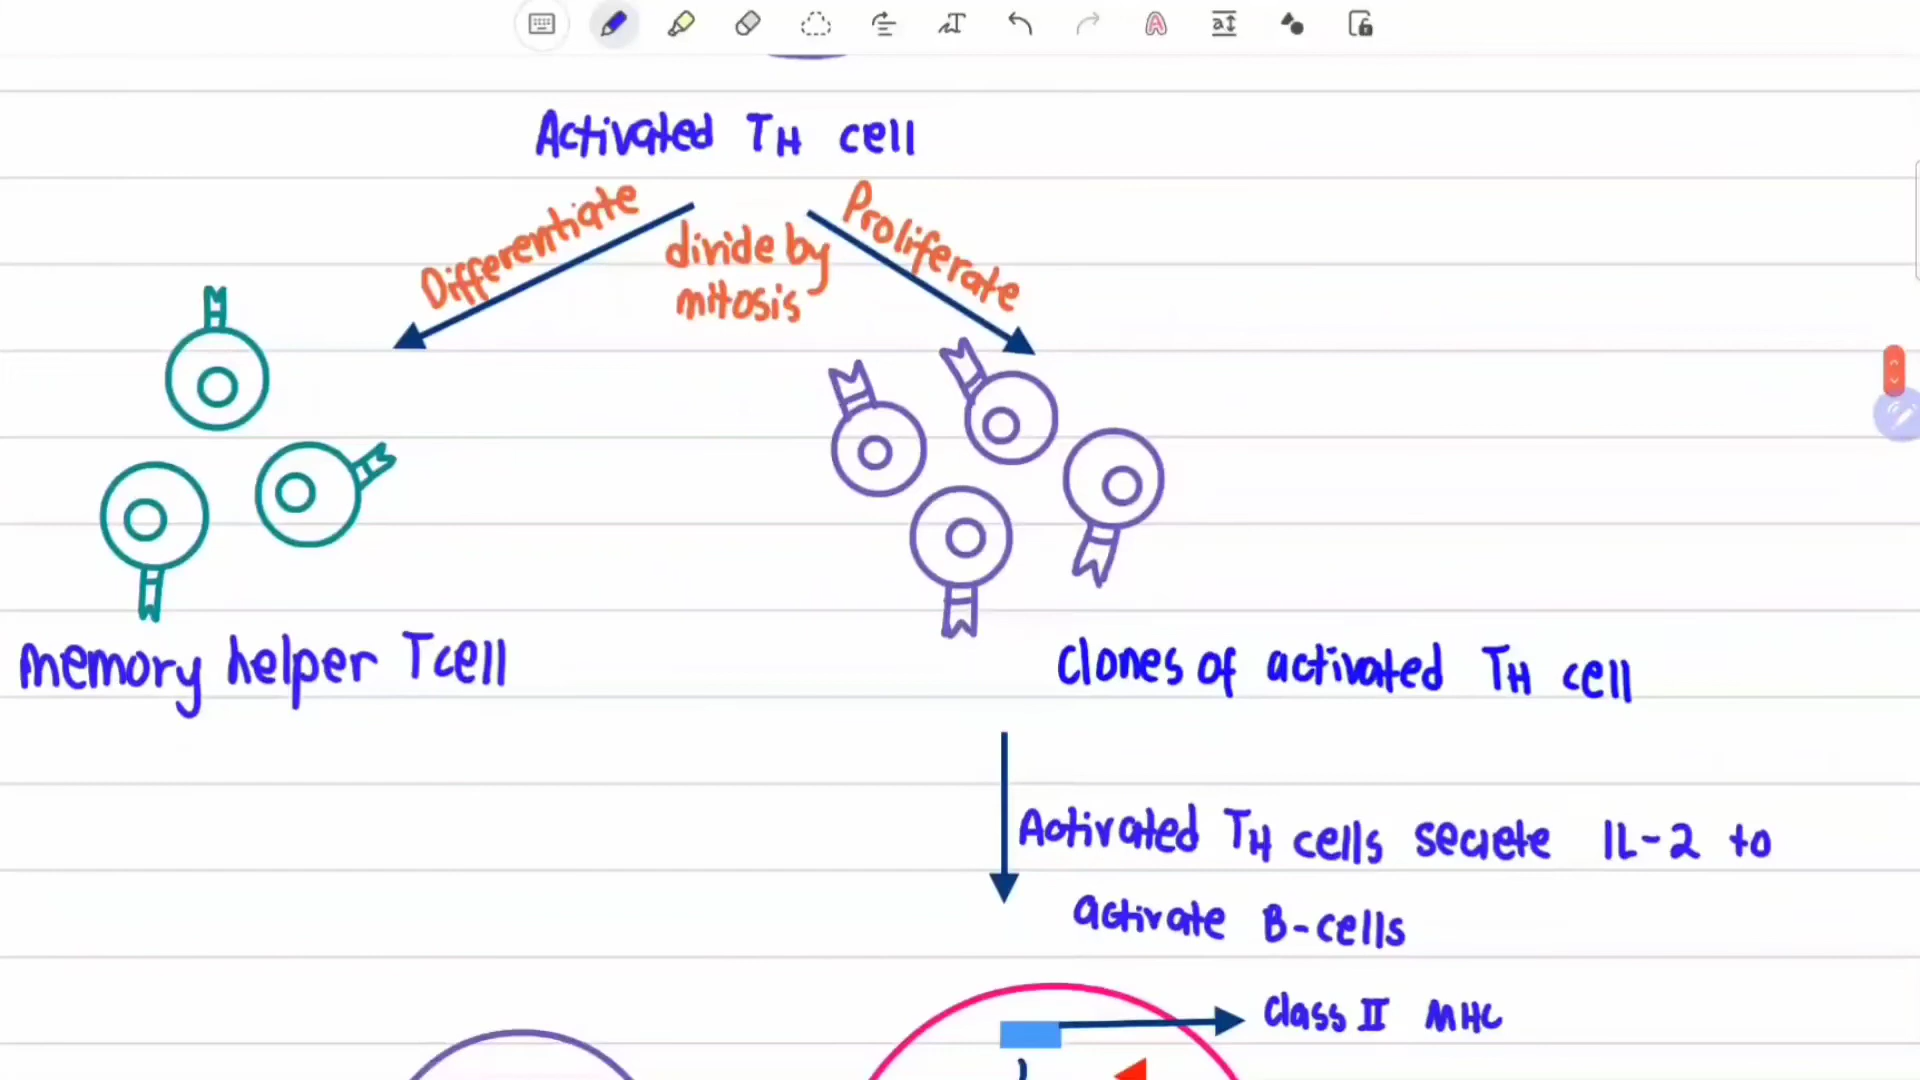 Activated TH cell
Differentiate
divide by
mitosis
Proliferate
memory helper T cell
Clones of activated TH cell
Activated TH cells secrete IL-2 to
activate B-cells
Class II MHC